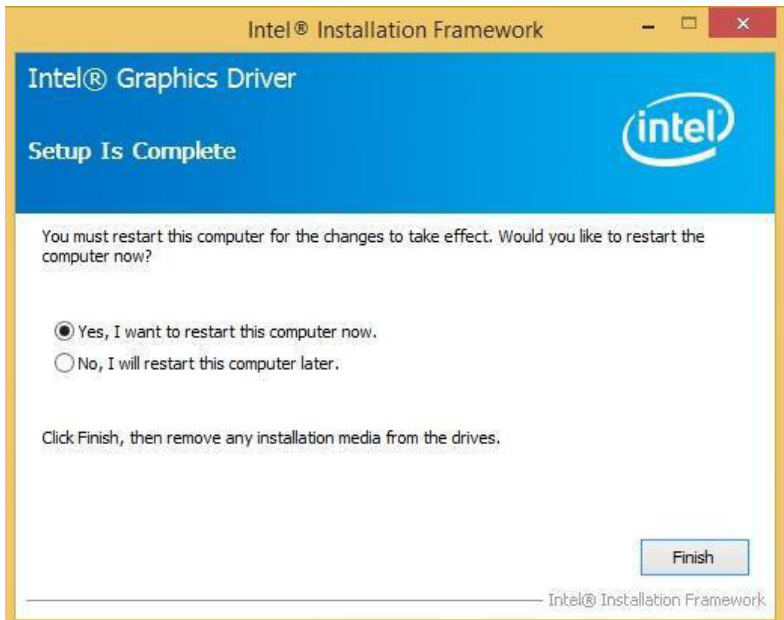 Intel® Installation Framework
Intel® Graphics Driver
intel
Setup Is Complete
You must restart this computer for the changes to take effect. Would you like to restart the
computer now?
Yes, I want to restart this computer now.
No, I will restart this computer later.
Click Finish, then remove any installation media from the drives.
Finish
Intel® Installation Framework